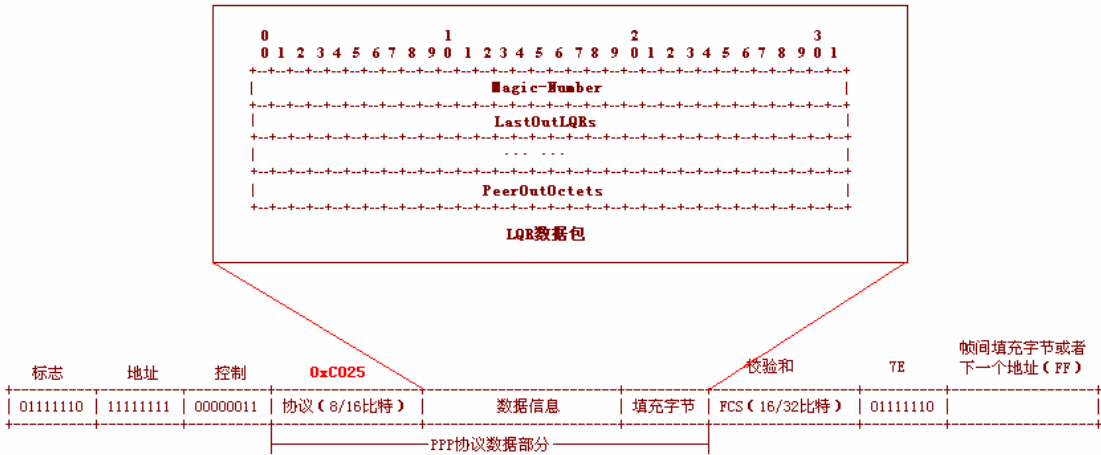 0 1 2 3
0 1 2 3 4 5 6 7 8 9 0 1 2 3 4 5 6 7 8 9 0 1 2 3 4 5 6 7 8 9 0 1
Magic-Number
LastOutLQRs
... ...
PeerOutOctets
LQR数据包
标志 地址 控制 0xC025 校验和 7E 帧间填充字节或者
下一个地址(FF)
01111110 11111111 00000011 协议(8/16比特) 数据信息 填充字节 FCS(16/32比特) 01111110
PPP协议数据部分